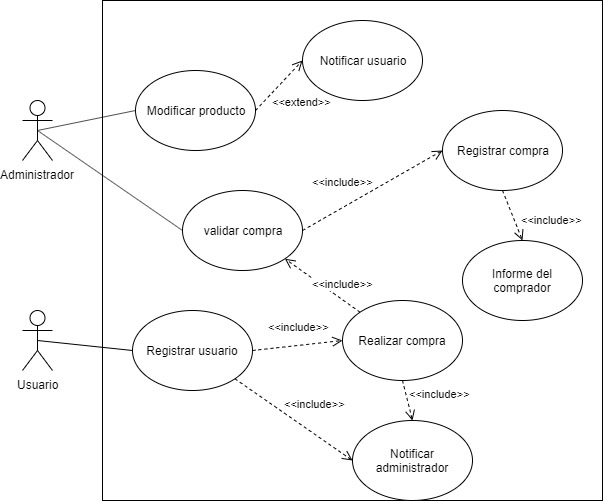 Notificar usuario
<<extend>>
Modificar producto
Administrador
Registrar compra
<<include>>
<<include>>
validar compra
Informe del
comprador
<<include>>
Usuario
Registrar usuario
<<include>>
Realizar compra
<<include>>
<<include>>
Notificar
administrador